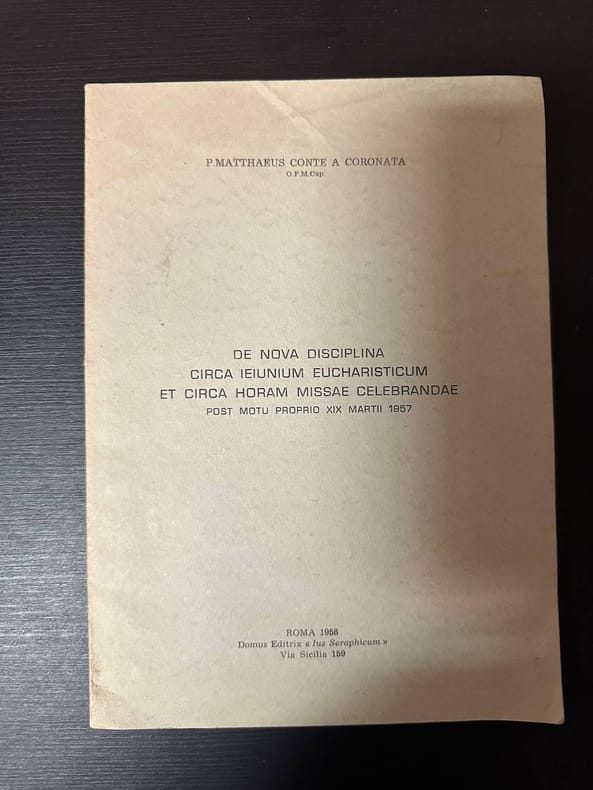 P.MATTHAEUS CONTE A CORONATA
O.F.M.Cap.
DE NOVA DISCIPLINA
CIRCA IEIUNIUM EUCHARISTICUM
ET CIRCA HORAM MISSAE CELEBRANDAE
POST MOTU PROPRIO XIX MARTII 1957
ROMA 1958
Domus Editrix « Ius Seraphicum »
Via Sicilia 159